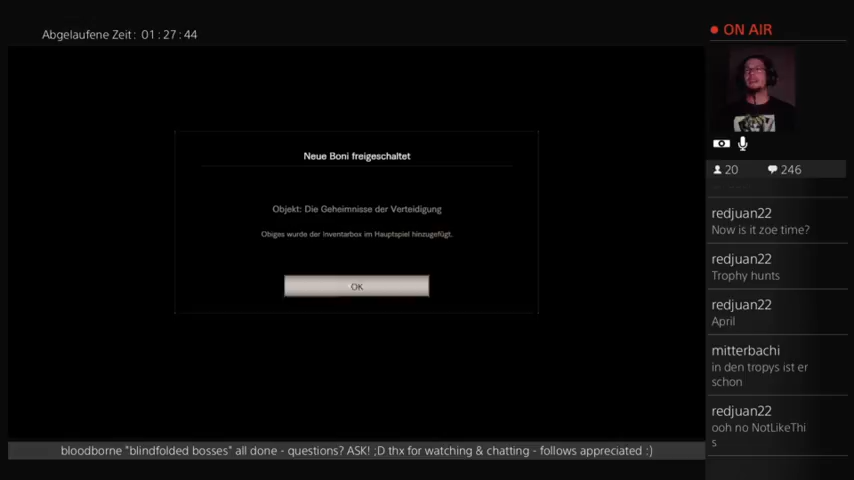 Abgelaufene Zeit: 01:27:44
ON AIR
Neue Boni freigeschaltet
Objekt: Die Geheimnisse der Verteidigung
Obiges wurde der Inventarbox im Hauptspiel hinzugefügt.
OK
20 246
redjuan22
Now is it zoe time?
redjuan22
Trophy hunts
redjuan22
April
mitterbachi
in den tropys ist er
schon
redjuan22
ooh no NotLikeThi
s
bloodborne "blindfolded bosses" all done - questions? ASK! ;D thx for watching & chatting - follows appreciated :)